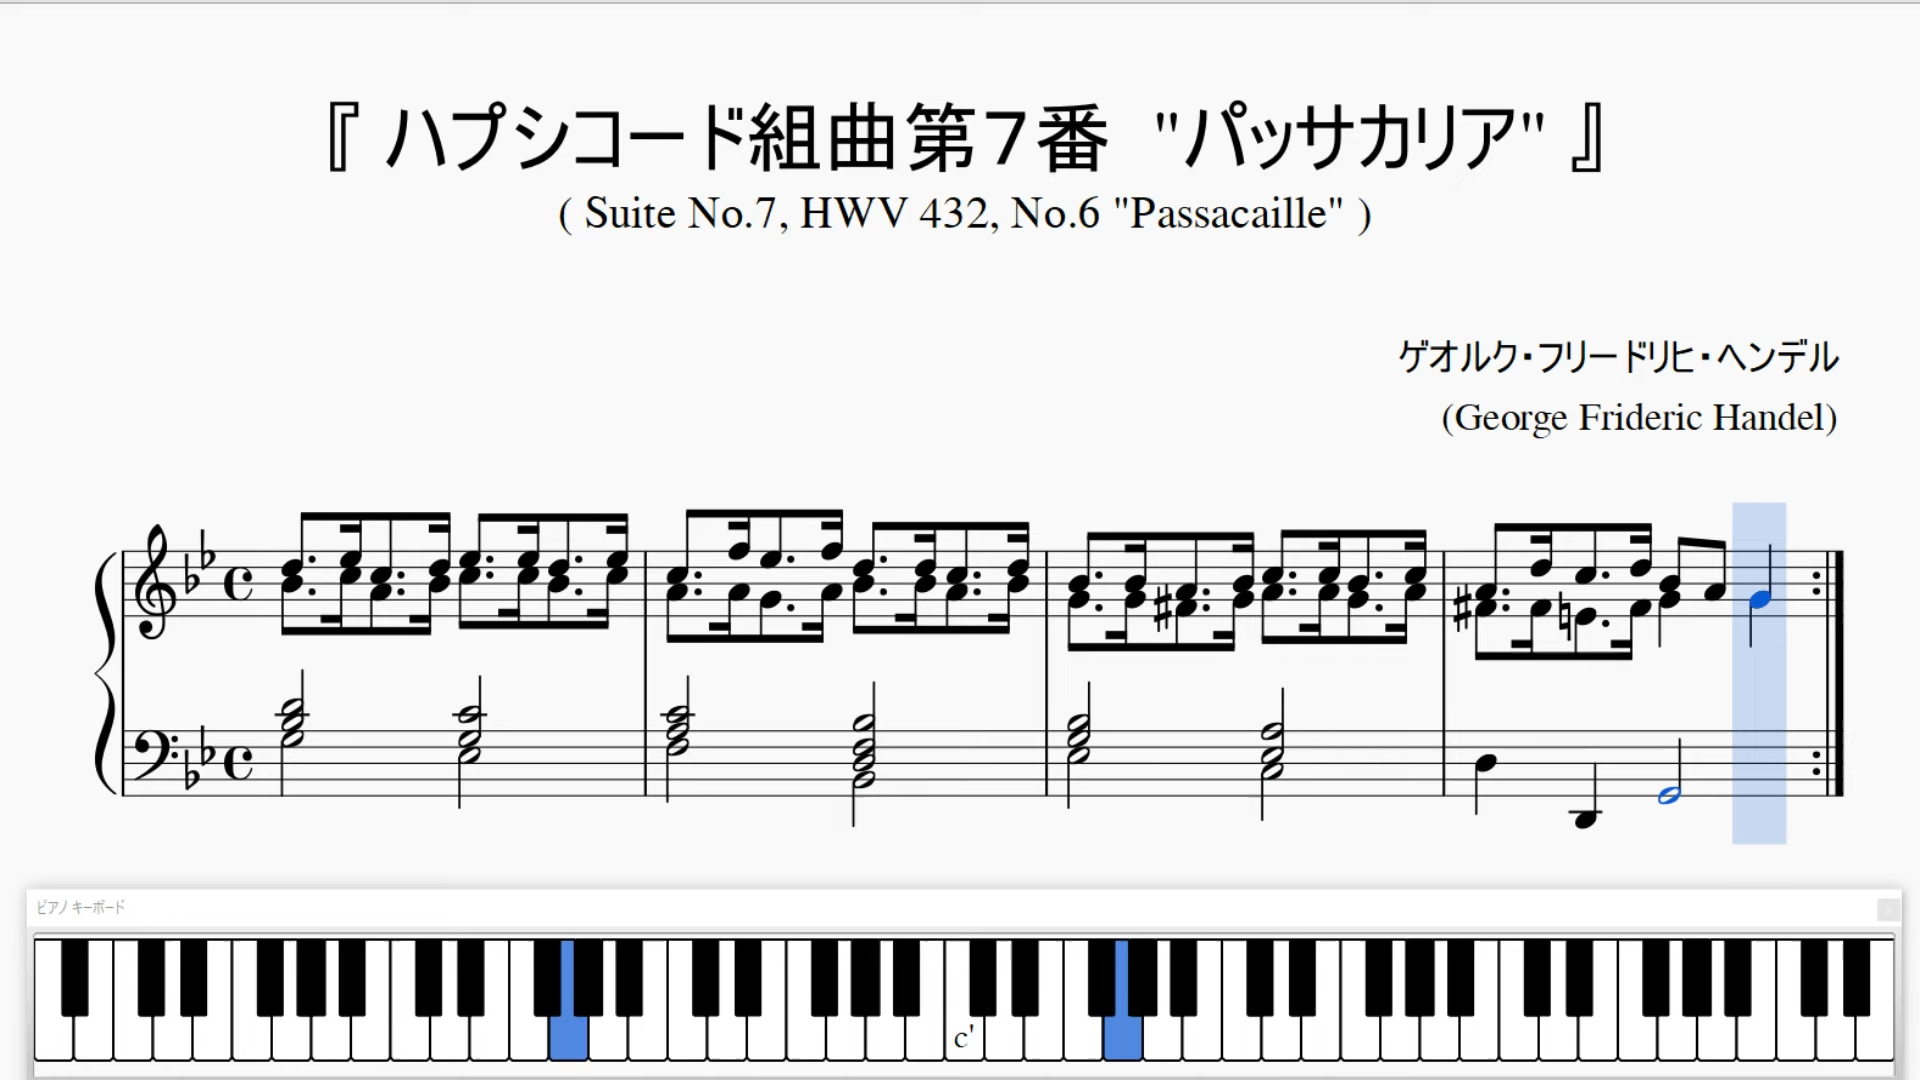 『 ハプシコード組曲第7番 "パッサカリア" 』
( Suite No.7, HWV 432, No.6 "Passacaille" )
ゲオルク・フリードリヒ・ヘンデル
(George Frideric Handel)
ピアノ キーボード
c'